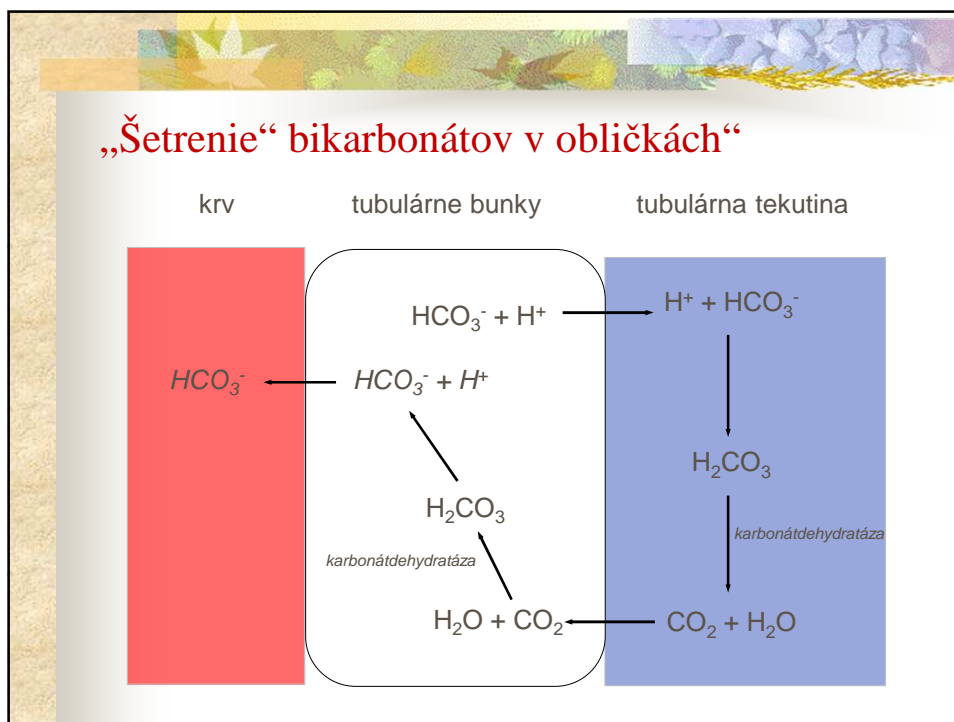 „Šetrenie“ bikarbonátov v obličkách“
krv tubulárne bunky tubulárna tekutina
HCO₃⁻ + H⁺ H⁺ + HCO₃⁻
HCO₃⁻ HCO₃⁻ + H⁺
H₂CO₃
H₂CO₃
karbonátdehydratáza
karbonátdehydratáza
H₂O + CO₂ CO₂ + H₂O